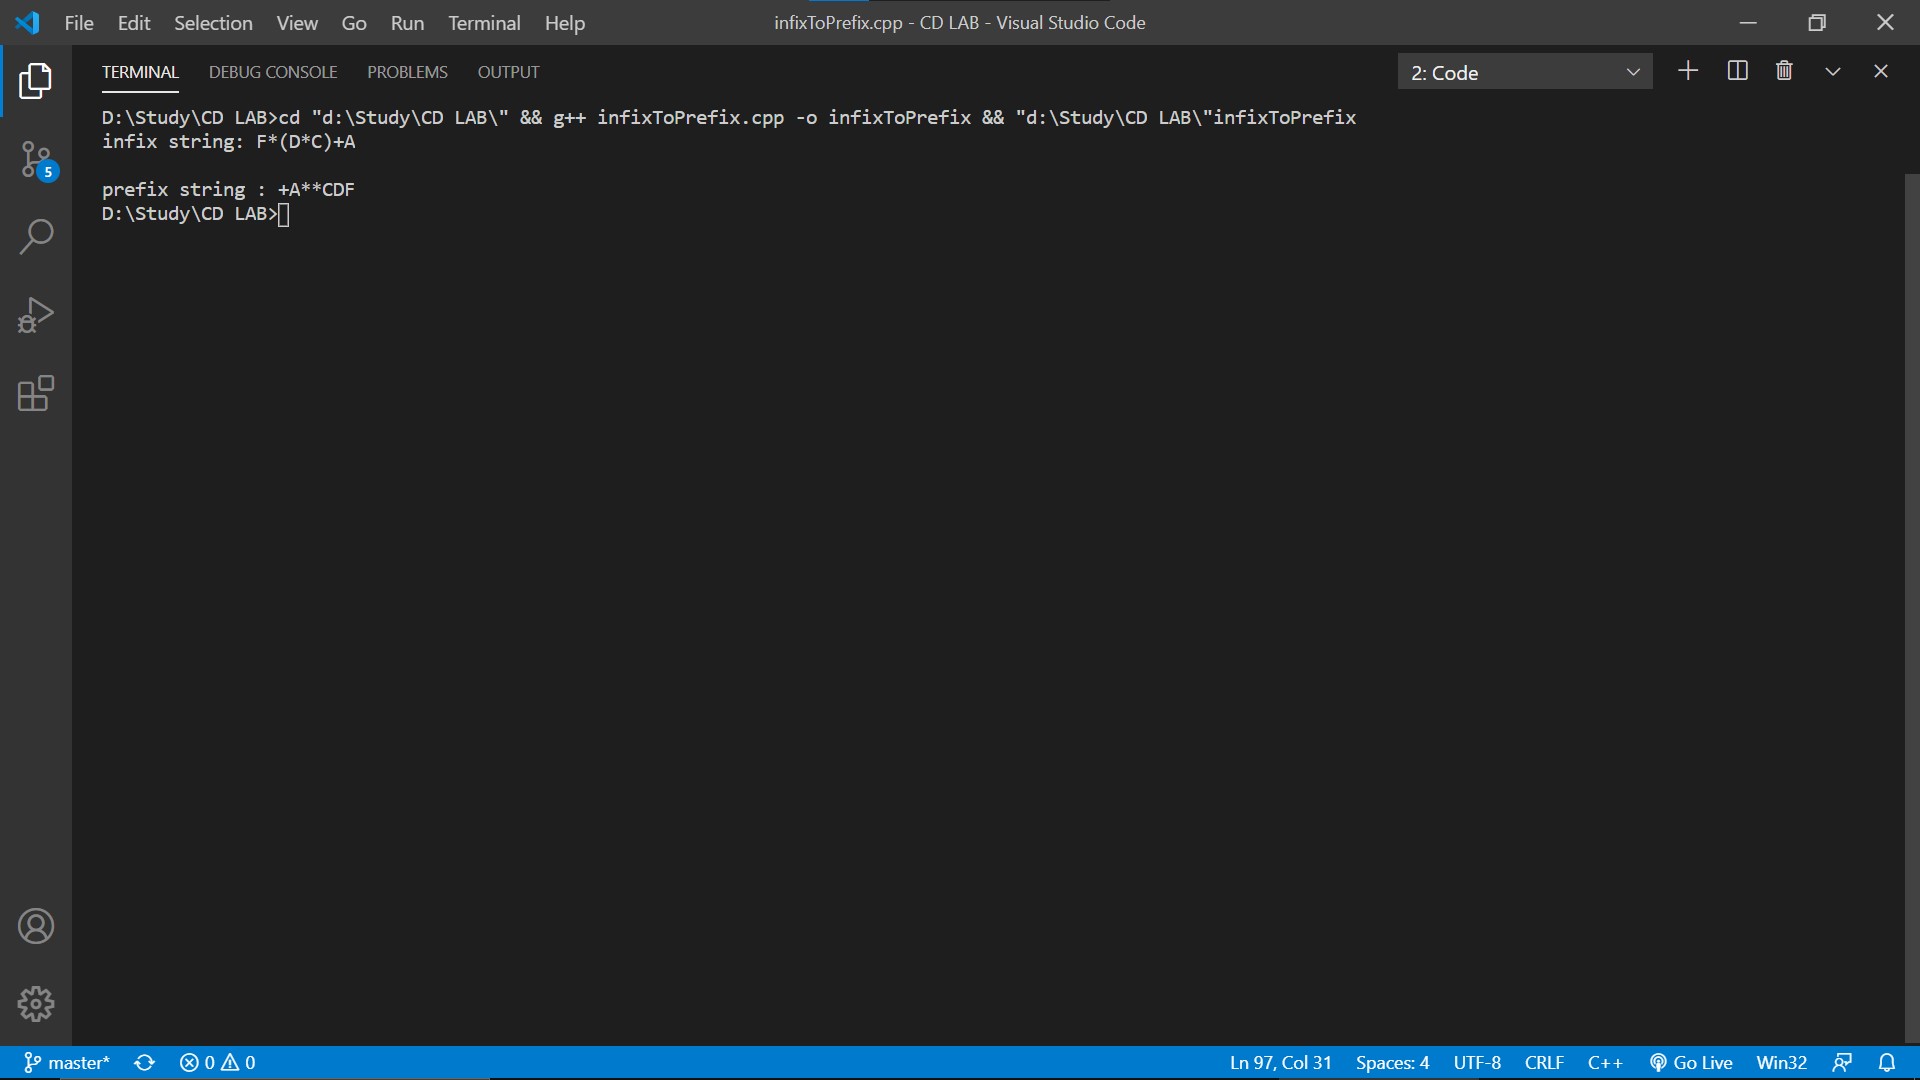 File Edit Selection View Go Run Terminal Help infixToPrefix.cpp - CD LAB - Visual Studio Code
TERMINAL DEBUG CONSOLE PROBLEMS OUTPUT 2: Code
D:\Study\CD LAB>cd "d:\Study\CD LAB\" && g++ infixToPrefix.cpp -o infixToPrefix && "d:\Study\CD LAB\"infixToPrefix
infix string: F*(D*C)+A
5
prefix string : +A**CDF
D:\Study\CD LAB>
master* 0 0 Ln 97, Col 31 Spaces: 4 UTF-8 CRLF C++ Go Live Win32